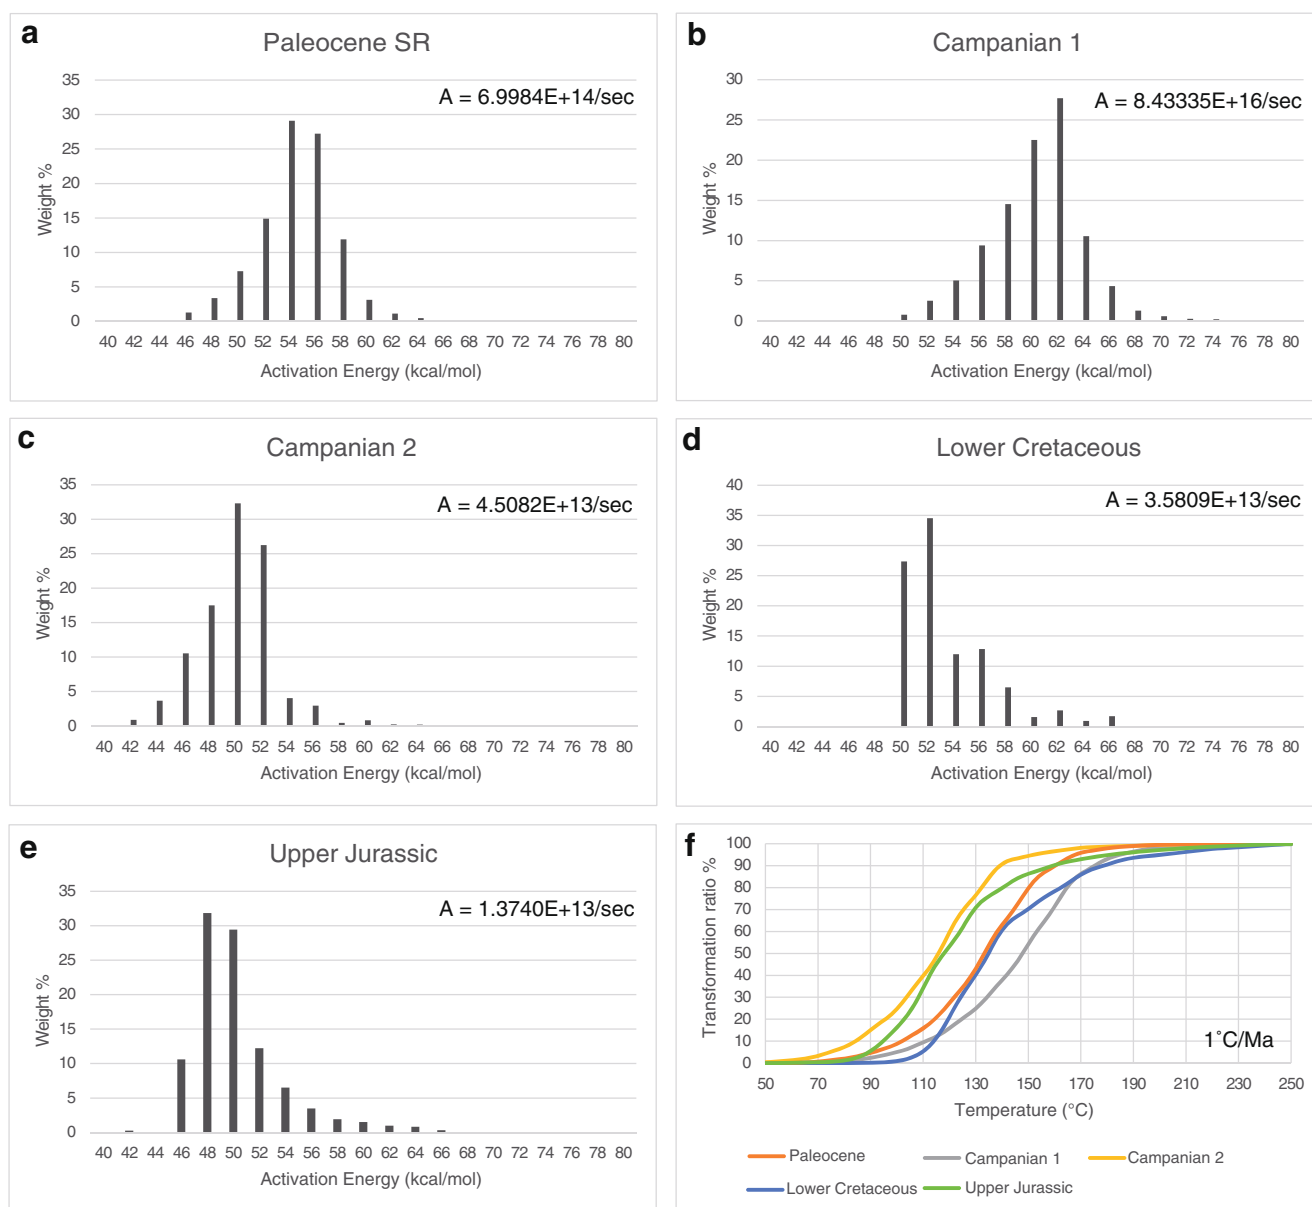 a
Paleocene SR
A = 6.9984E+14/sec
35
30
25
20
15
10
5
0
Weight %
40 42 44 46 48 50 52 54 56 58 60 62 64 66 68 70 72 74 76 78 80
Activation Energy (kcal/mol)
b
Campanian 1
A = 8.43335E+16/sec
30
25
20
15
10
5
0
Weight %
40 42 44 46 48 50 52 54 56 58 60 62 64 66 68 70 72 74 76 78 80
Activation Energy (kcal/mol)
c
Campanian 2
A = 4.5082E+13/sec
35
30
25
20
15
10
5
0
Weight %
40 42 44 46 48 50 52 54 56 58 60 62 64 66 68 70 72 74 76 78 80
Activation Energy (kcal/mol)
d
Lower Cretaceous
A = 3.5809E+13/sec
40
35
30
25
20
15
10
5
0
Weight %
40 42 44 46 48 50 52 54 56 58 60 62 64 66 68 70 72 74 76 78 80
Activation Energy (kcal/mol)
e
Upper Jurassic
A = 1.3740E+13/sec
35
30
25
20
15
10
5
0
Weight %
40 42 44 46 48 50 52 54 56 58 60 62 64 66 68 70 72 74 76 78 80
Activation Energy (kcal/mol)
f
100
90
80
70
60
50
40
30
20
10
0
Transformation ratio %
1˚C/Ma
50 70 90 110 130 150 170 190 210 230 250
Temperature (°C)
Paleocene Campanian 1 Campanian 2
Lower Cretaceous Upper Jurassic